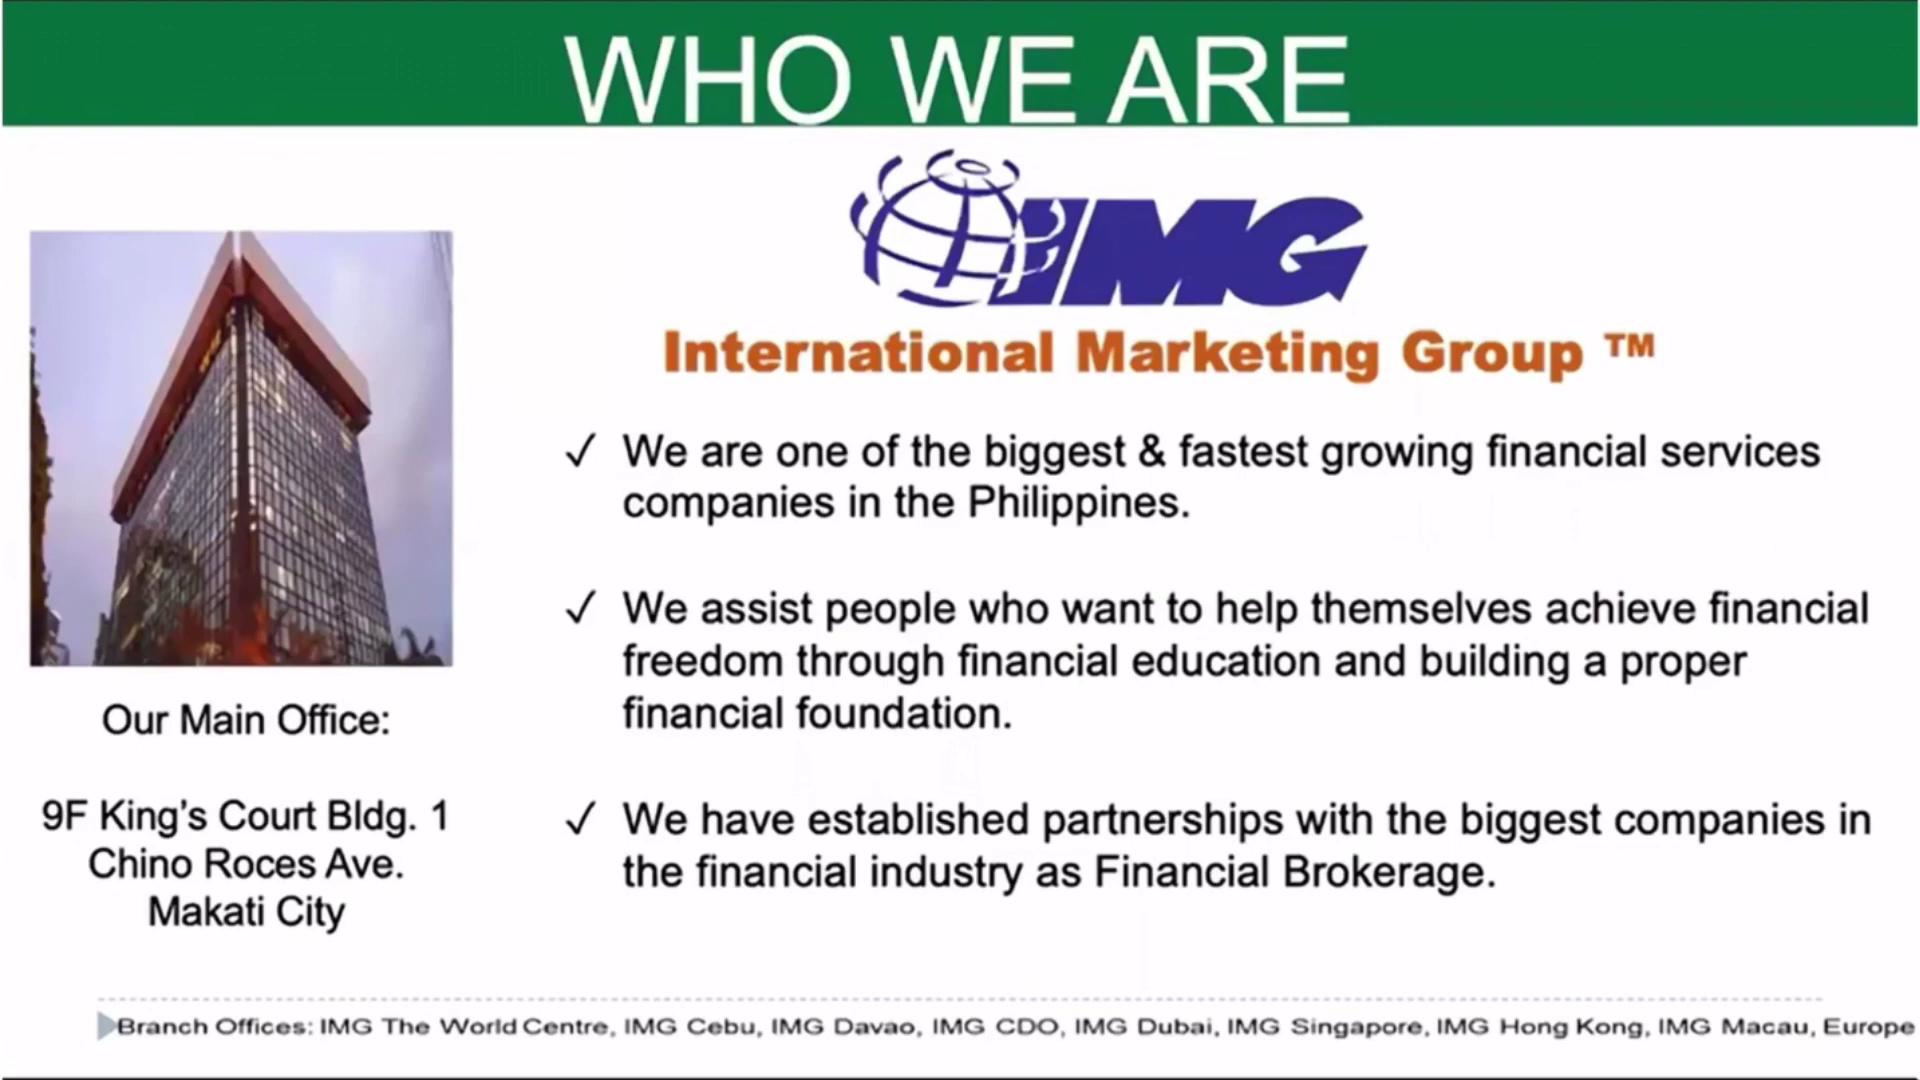 WHO WE ARE
IMG
International Marketing Group ™
✓ We are one of the biggest & fastest growing financial services
companies in the Philippines.
✓ We assist people who want to help themselves achieve financial
freedom through financial education and building a proper
financial foundation.
✓ We have established partnerships with the biggest companies in
the financial industry as Financial Brokerage.
Our Main Office:
9F King's Court Bldg. 1
Chino Roces Ave.
Makati City
Branch Offices: IMG The World Centre, IMG Cebu, IMG Davao, IMG CDO, IMG Dubai, IMG Singapore, IMG Hong Kong, IMG Macau, Europe